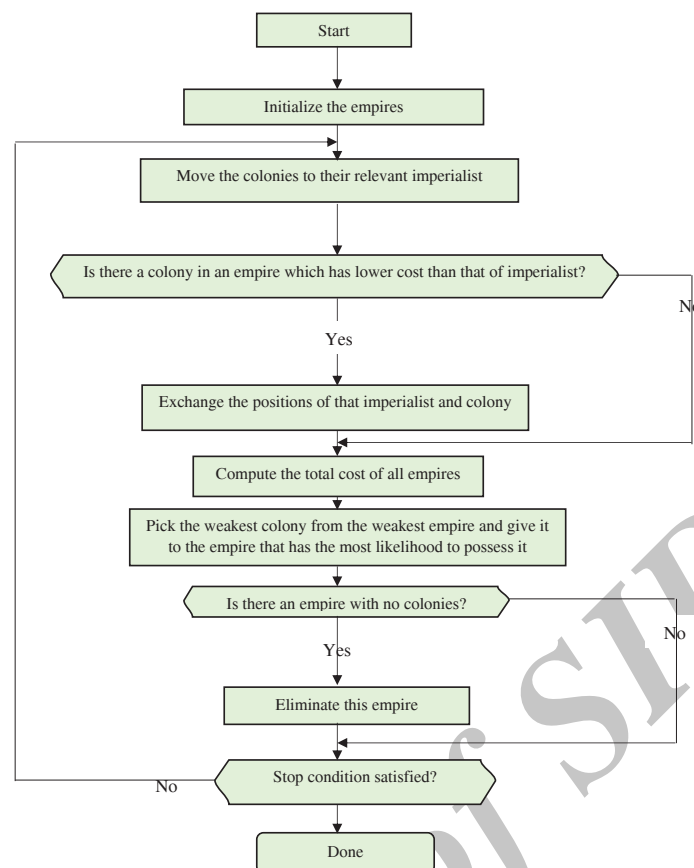 Start
Initialize the empires
Move the colonies to their relevant imperialist
Is there a colony in an empire which has lower cost than that of imperialist?
No
Yes
Exchange the positions of that imperialist and colony
Compute the total cost of all empires
Pick the weakest colony from the weakest empire and give it
to the empire that has the most likelihood to possess it
Is there an empire with no colonies?
No
Yes
Eliminate this empire
Stop condition satisfied?
No
Done
of